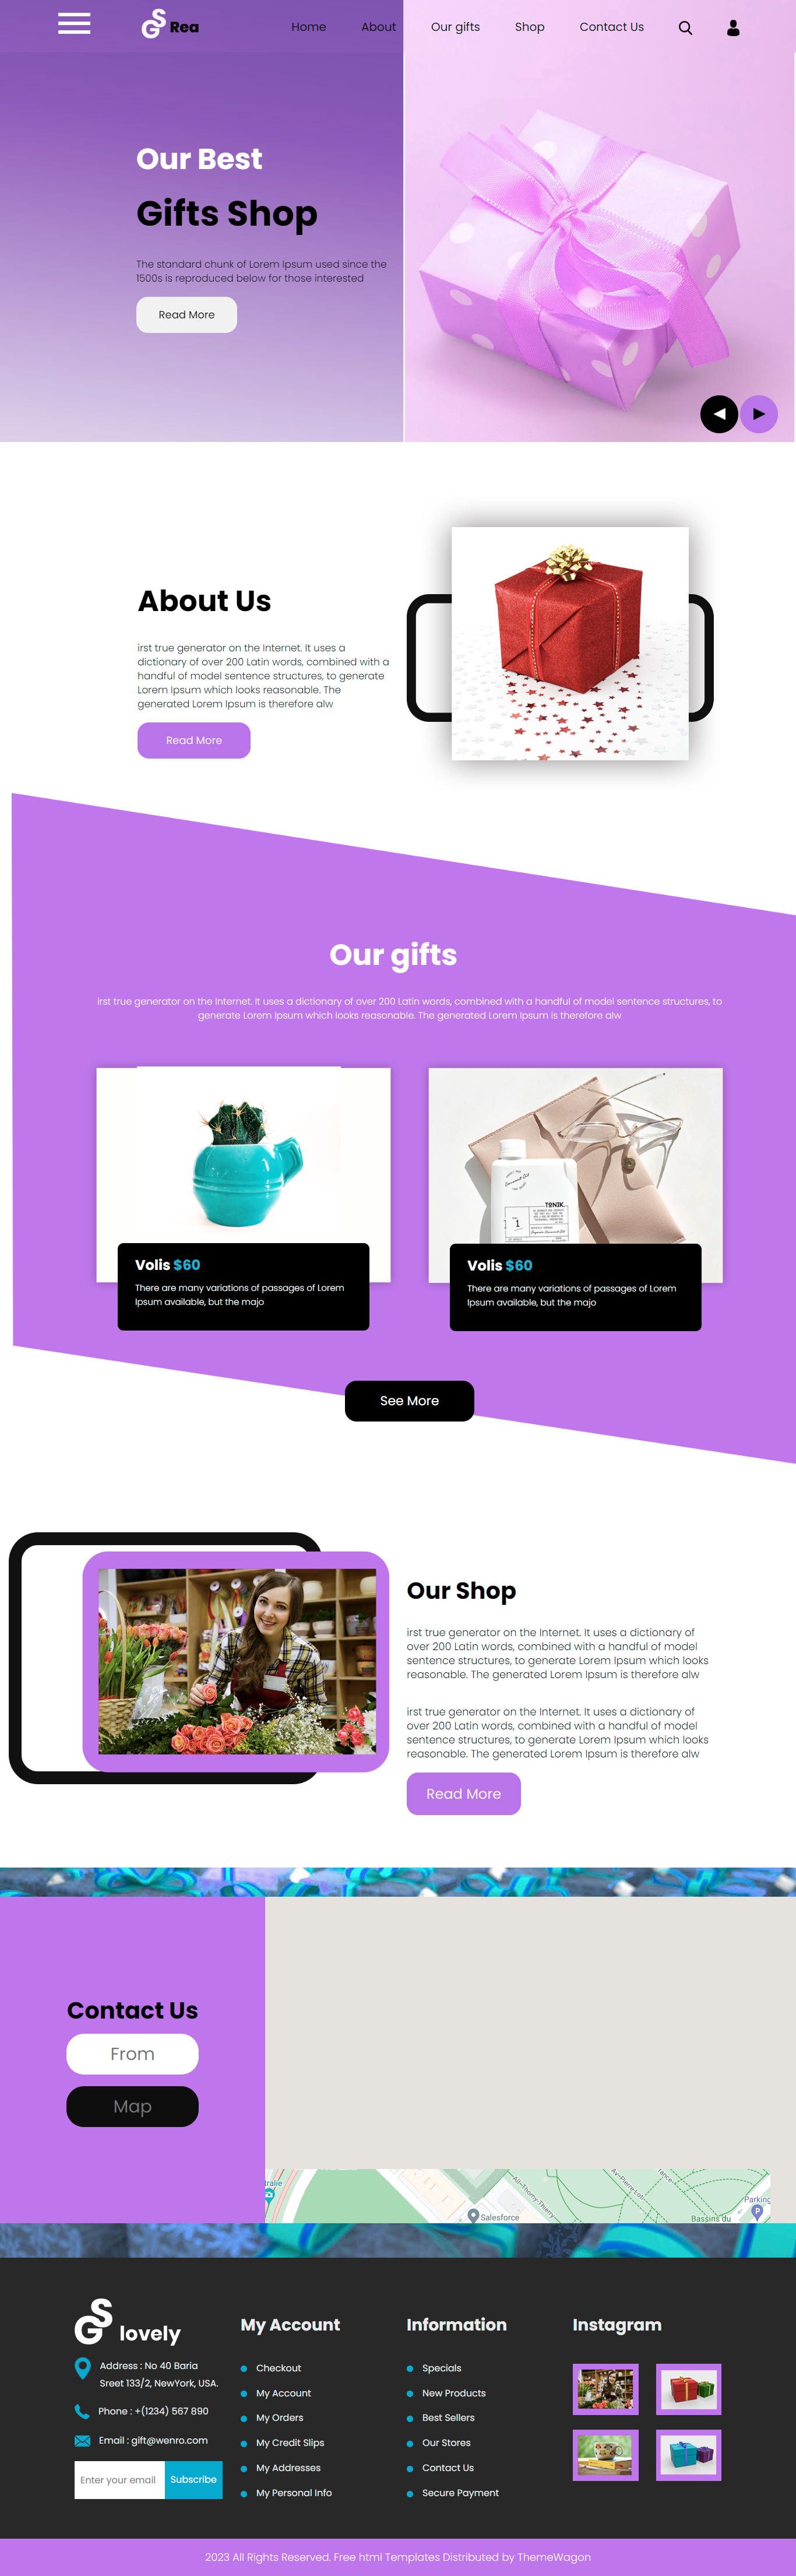 GS Rea
Home About Our gifts Shop Contact Us
Our Best
Gifts Shop
The standard chunk of Lorem Ipsum used since the
1500s is reproduced below for those interested
Read More
About Us
irst true generator on the Internet. It uses a
dictionary of over 200 Latin words, combined with a
handful of model sentence structures, to generate
Lorem Ipsum which looks reasonable. The
generated Lorem Ipsum is therefore alw
Read More
Our gifts
irst true generator on the Internet. It uses a dictionary of over 200 Latin words, combined with a handful of model sentence structures, to
generate Lorem Ipsum which looks reasonable. The generated Lorem Ipsum is therefore alw
TONIK
1
Volis $60
There are many variations of passages of Lorem
Ipsum available, but the majo
Volis $60
There are many variations of passages of Lorem
Ipsum available, but the majo
See More
Our Shop
irst true generator on the Internet. It uses a dictionary of
over 200 Latin words, combined with a handful of model
sentence structures, to generate Lorem Ipsum which looks
reasonable. The generated Lorem Ipsum is therefore alw
irst true generator on the Internet. It uses a dictionary of
over 200 Latin words, combined with a handful of model
sentence structures, to generate Lorem Ipsum which looks
reasonable. The generated Lorem Ipsum is therefore alw
Read More
Contact Us
From
Map
tralie
All.-Thomy-Thierry
Av.-Pierre-Loti
rance
Parking
P
Salesforce
Bassins du
GS lovely
Address : No 40 Baria
Sreet 133/2, NewYork, USA.
Phone : +(1234) 567 890
Email : gift@wenro.com
Enter your email
Subscribe
My Account
Checkout
My Account
My Orders
My Credit Slips
My Addresses
My Personal Info
Information
Specials
New Products
Best Sellers
Our Stores
Contact Us
Secure Payment
Instagram
2023 All Rights Reserved. Free html Templates Distributed by ThemeWagon